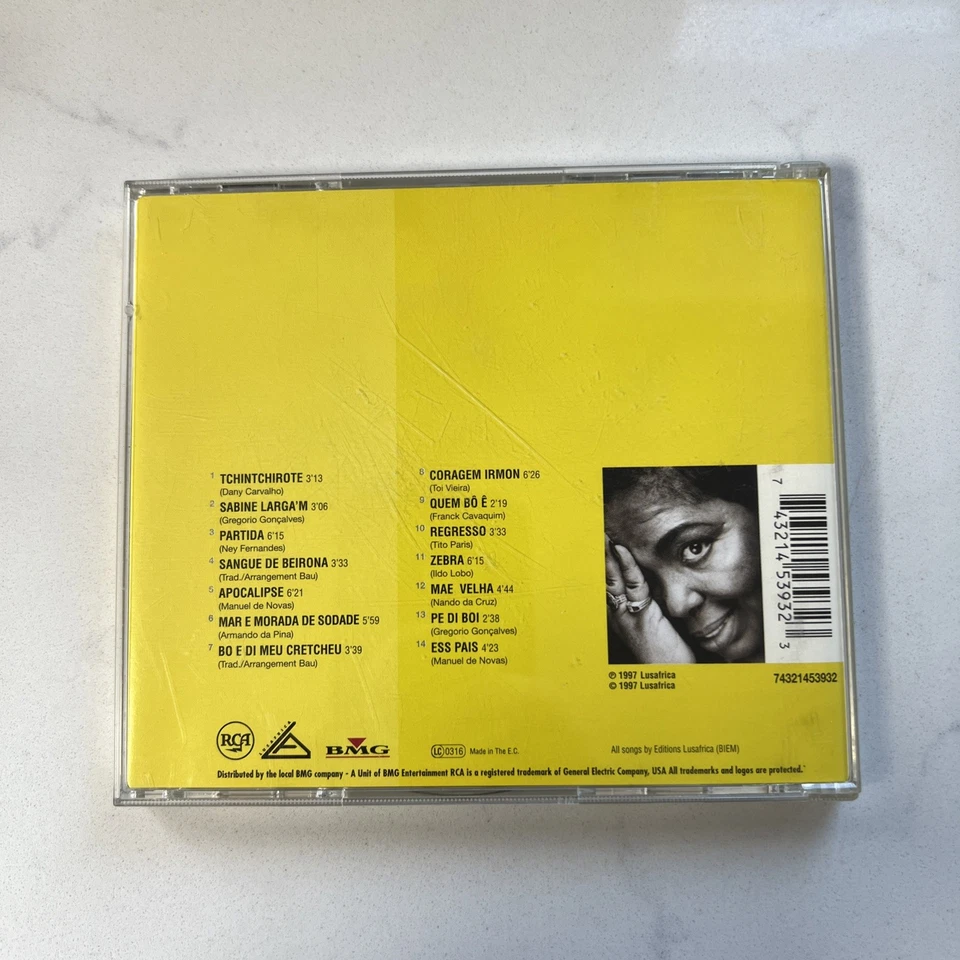 1 TCHINTCHIROTE 3'13
(Dany Carvalho)
2 SABINE LARGA'M 3'06
(Gregorio Gonçalves)
3 PARTIDA 6'15
(Ney Fernandes)
4 SANGUE DE BEIRONA 3'33
(Trad./Arrangement Bau)
5 APOCALIPSE 6'21
(Manuel de Novas)
6 MAR E MORADA DE SODADE 5'59
(Armando da Pina)
7 BO E DI MEU CRETCHEU 3'39
(Trad./Arrangement Bau)
8 CORAGEM IRMON 6'26
(Toi Vieira)
9 QUEM BÔ Ê 2'19
(Franck Cavaquim)
10 REGRESSO 3'33
(Tito Paris)
11 ZEBRA 6'15
(Ildo Lobo)
12 MAE VELHA 4'44
(Nando da Cruz)
13 PE DI BOI 2'38
(Gregorio Gonçalves)
14 ESS PAIS 4'23
(Manuel de Novas)
7 43214 53932 3
℗ 1997 Lusafrica
© 1997 Lusafrica
74321453932
RCA
BMG
LC 0316 Made in The E.C.
All songs by Editions Lusafrica (BIEM)
Distributed by the local BMG company - A Unit of BMG Entertainment RCA is a registered trademark of General Electric Company, USA All trademarks and logos are protected.